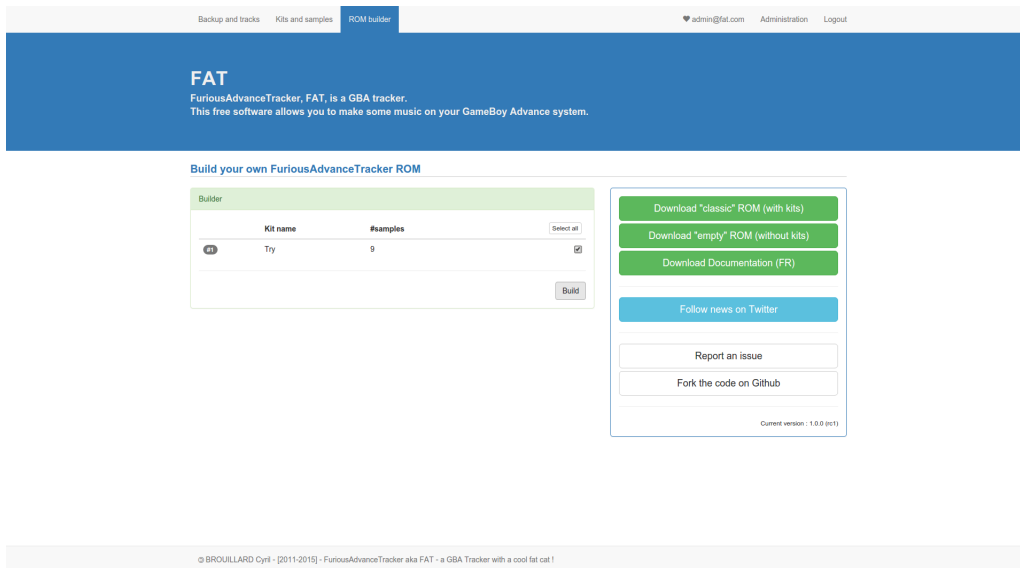 Backup and tracks Kits and samples ROM builder admin@fat.com Administration Logout
FAT
FuriousAdvanceTracker, FAT, is a GBA tracker.
This free software allows you to make some music on your GameBoy Advance system.
Build your own FuriousAdvanceTracker ROM
Builder
Kit name #samples Select all
#1 Try 9
Build
Download "classic" ROM (with kits)
Download "empty" ROM (without kits)
Download Documentation (FR)
Follow news on Twitter
Report an issue
Fork the code on Github
Current version : 1.0.0 (rc1)
© BROUILLARD Cyril - [2011-2015] - FuriousAdvanceTracker aka FAT - a GBA Tracker with a cool fat cat !